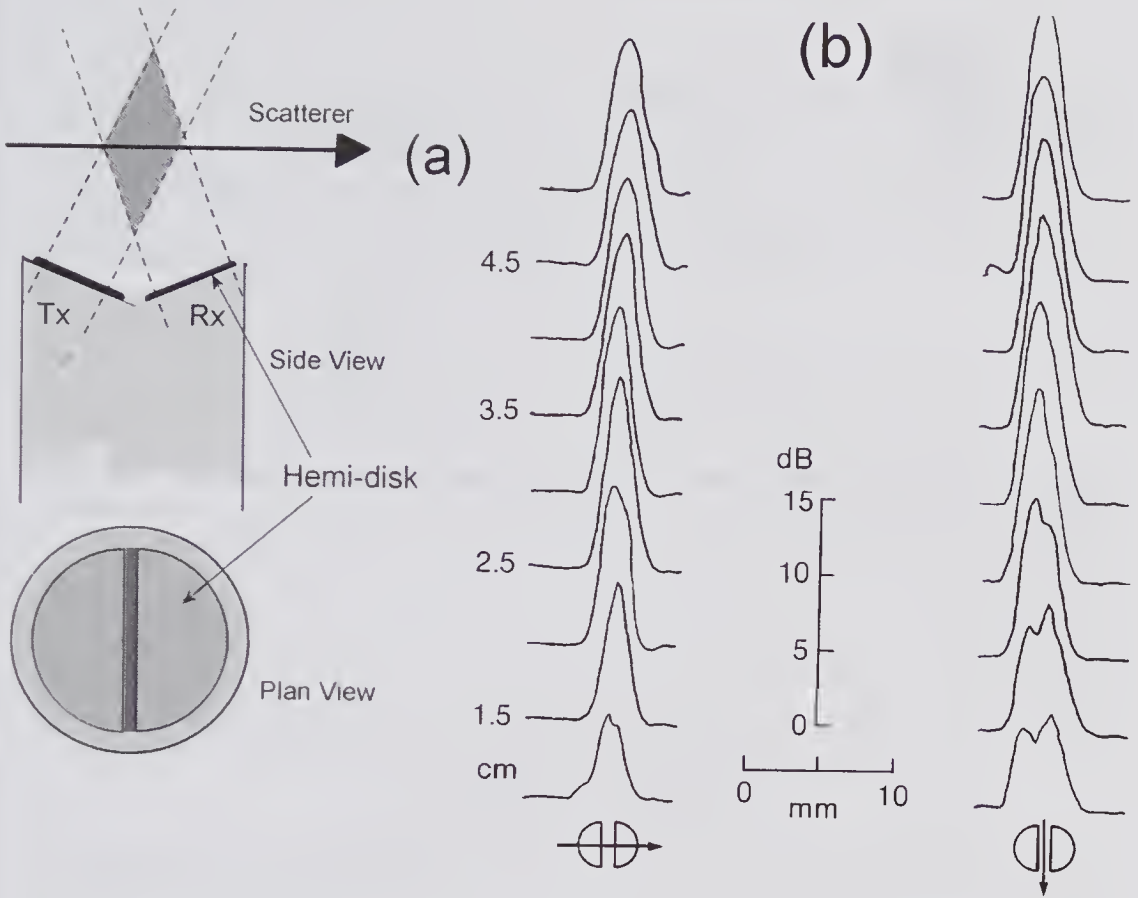 Scatterer
(a)
Tx
Rx
Side View
Hemi-disk
Plan View
(b)
4.5
3.5
2.5
1.5
cm
dB
15
10
5
0
0
10
mm